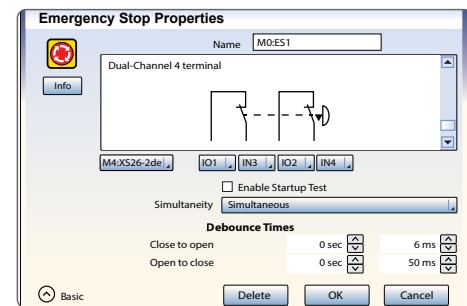 Emergency Stop Properties
Name M0:ES1
Info
Dual-Channel 4 terminal
M4:XS26-2de IO1 IN3 IO2 IN4
Enable Startup Test
Simultaneity Simultaneous
Debounce Times
Close to open 0 sec 6 ms
Open to close 0 sec 50 ms
Basic Delete OK Cancel